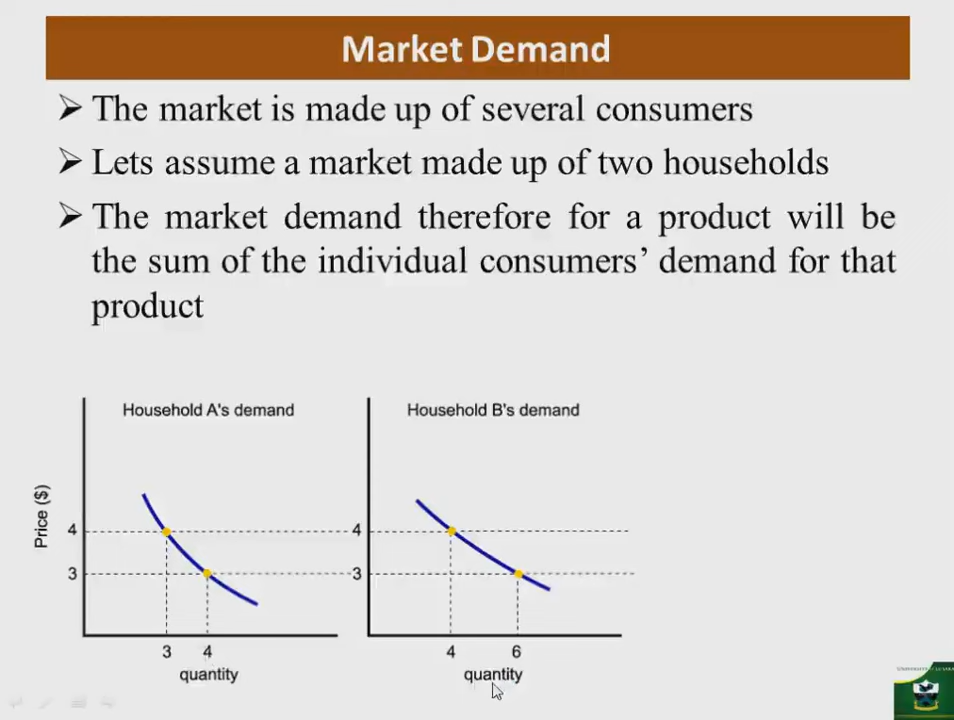 Market Demand
➢ The market is made up of several consumers
➢ Lets assume a market made up of two households
➢ The market demand therefore for a product will be
the sum of the individual consumers’ demand for that
product
Household A's demand
Household B's demand
Price ($)
4
3
4
3
3 4
quantity
4 6
quantity